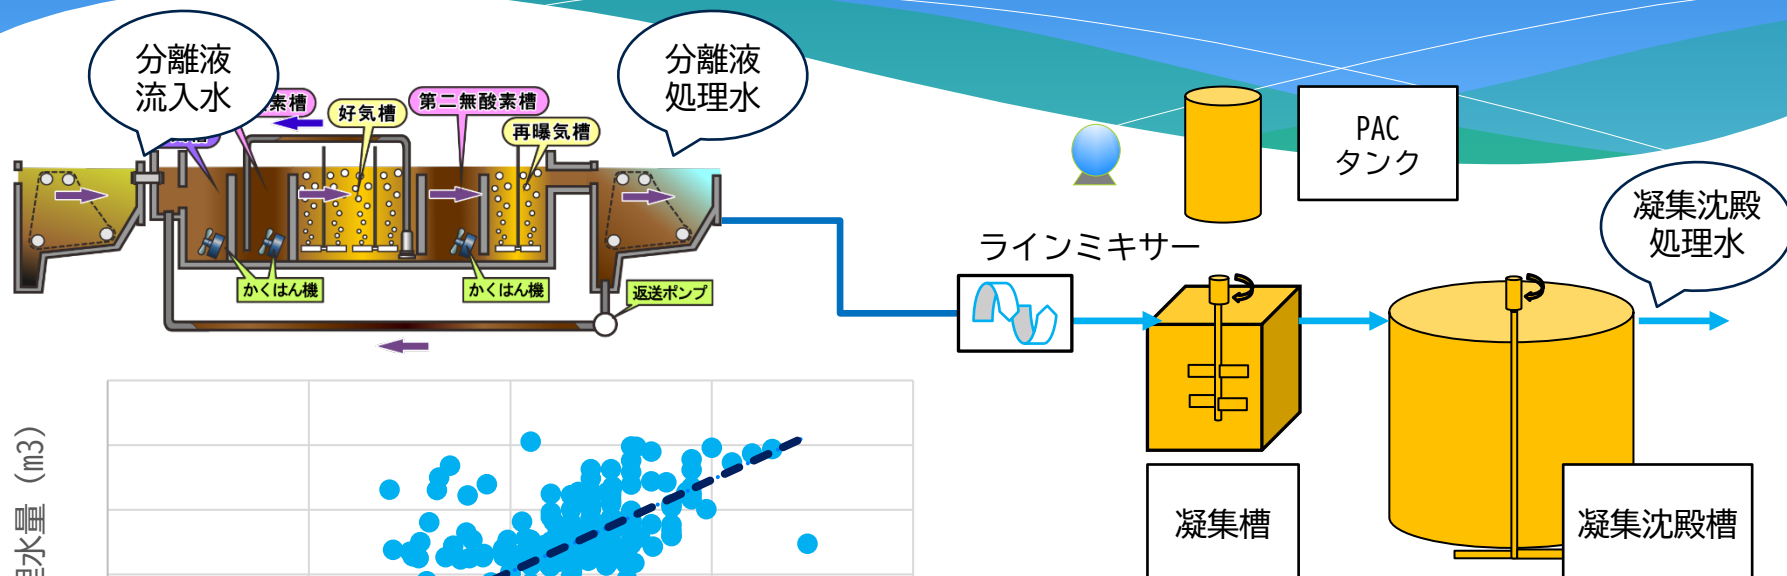 分離液
流入水
分離液
処理水
素槽
好気槽
第二無酸素槽
再曝気槽
かくはん機
かくはん機
返送ポンプ
PAC
タンク
ラインミキサー
凝集沈殿
処理水
凝集槽
凝集沈殿槽
理水量 (m3)